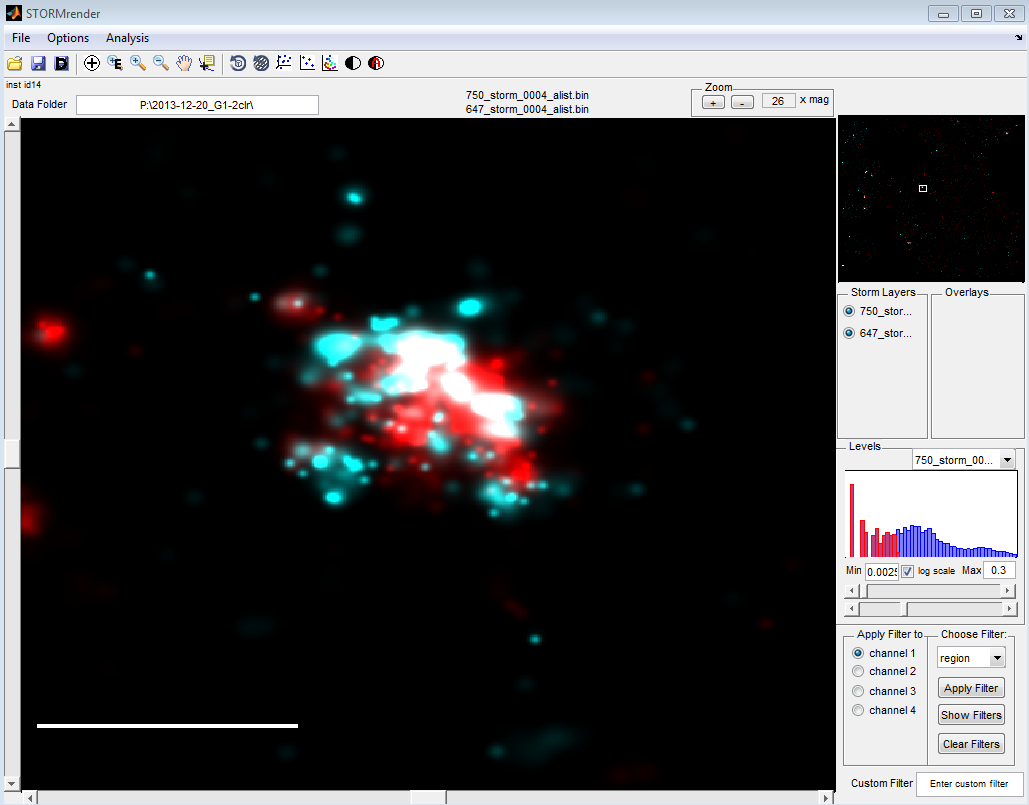 STORMrender
File Options Analysis
inst id14
Data Folder P:\2013-12-20_G1-2clr\
750_storm_0004_alist.bin
647_storm_0004_alist.bin
Zoom
+ - 26 x mag
Storm Layers Overlays
750_stor...
647_stor...
Levels
750_storm_00...
Min 0.0025 log scale Max 0.3
Apply Filter to Choose Filter:
channel 1 region
channel 2 Apply Filter
channel 3 Show Filters
channel 4 Clear Filters
Custom Filter Enter custom filter